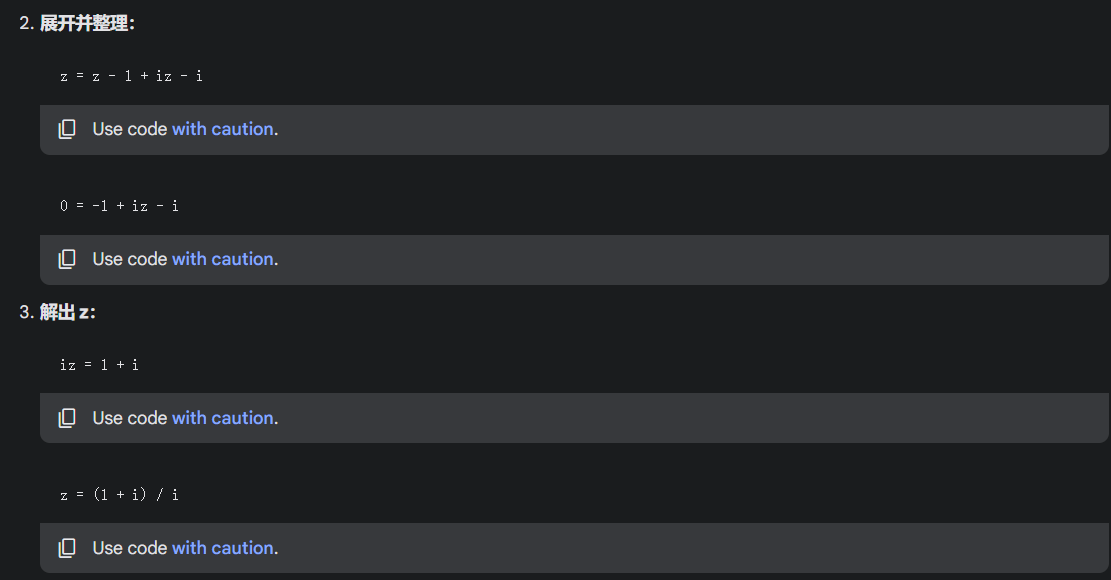 2. 展开并整理:
z = z - 1 + iz - i
Use code with caution.
0 = -1 + iz - i
Use code with caution.
3. 解出 z:
iz = 1 + i
Use code with caution.
z = (1 + i) / i
Use code with caution.